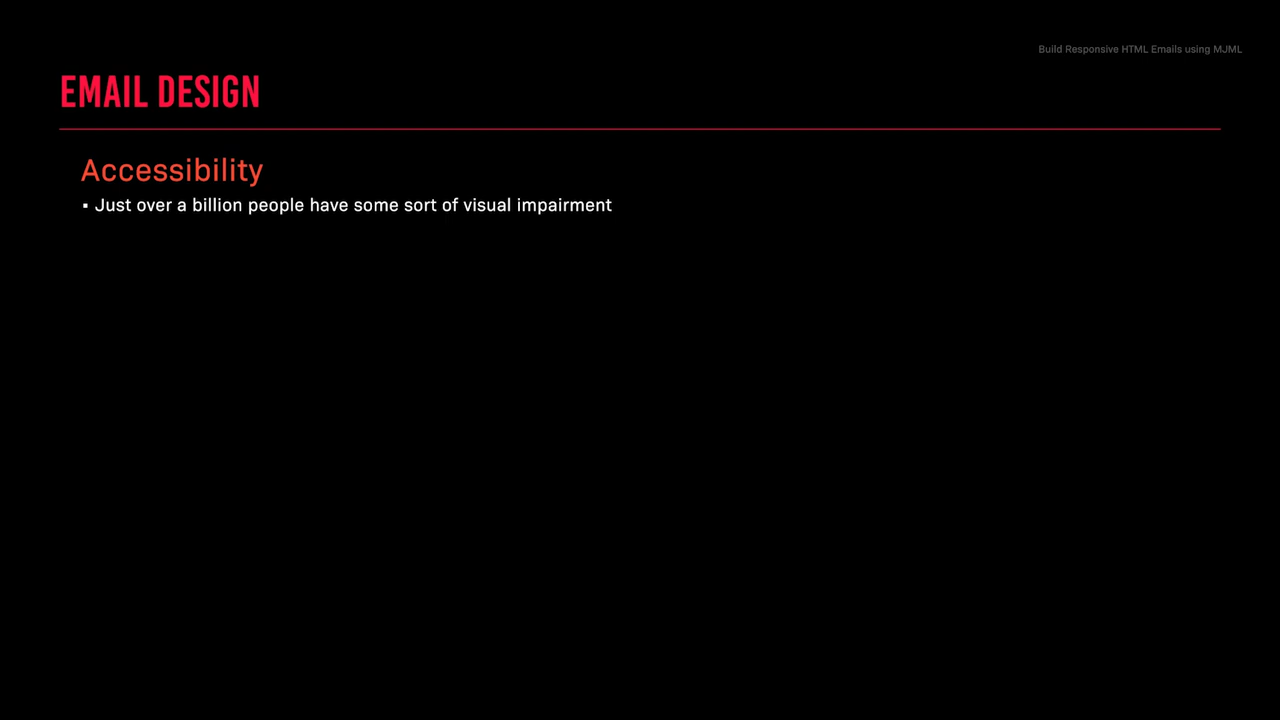 Build Responsive HTML Emails using MJML
EMAIL DESIGN
Accessibility
▪ Just over a billion people have some sort of visual impairment